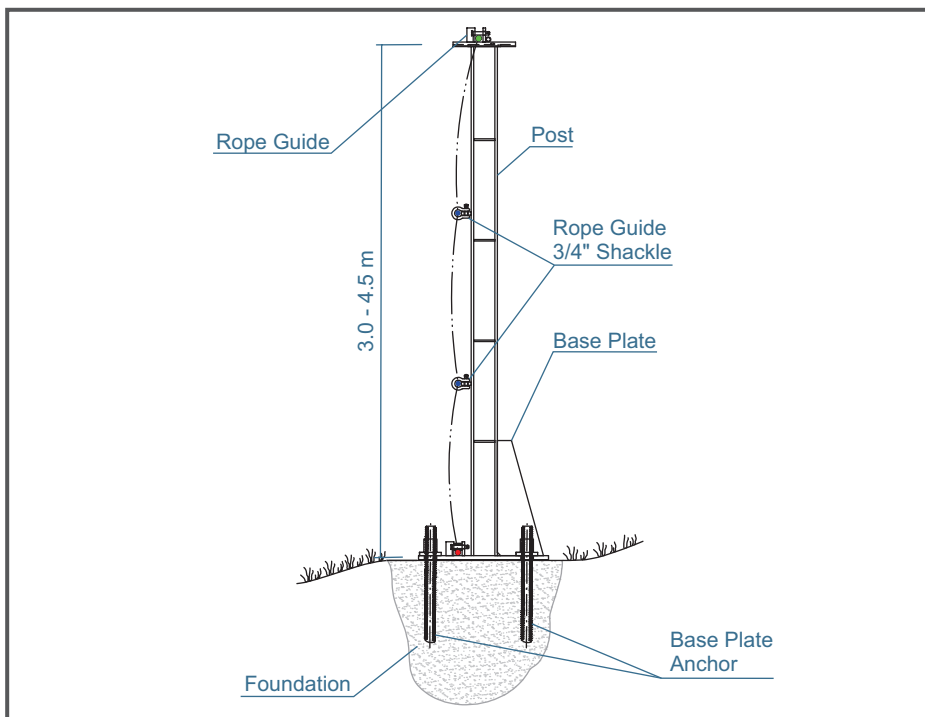 Rope Guide
Post
Rope Guide
3/4" Shackle
3.0 - 4.5 m
Base Plate
Base Plate
Anchor
Foundation